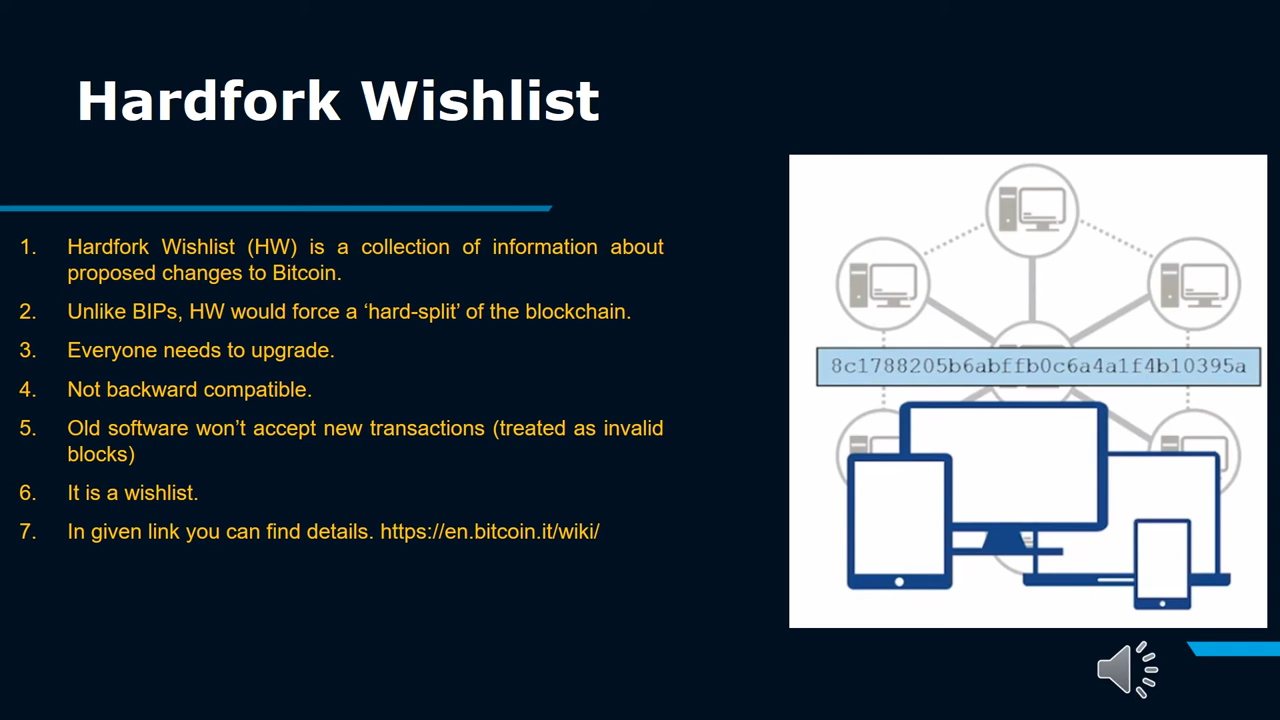 Hardfork Wishlist
1. Hardfork Wishlist (HW) is a collection of information about
proposed changes to Bitcoin.
2. Unlike BIPs, HW would force a ‘hard-split’ of the blockchain.
3. Everyone needs to upgrade.
4. Not backward compatible.
5. Old software won’t accept new transactions (treated as invalid
blocks)
6. It is a wishlist.
7. In given link you can find details. https://en.bitcoin.it/wiki/
8c1788205b6abffb0c6a4a1f4b10395a